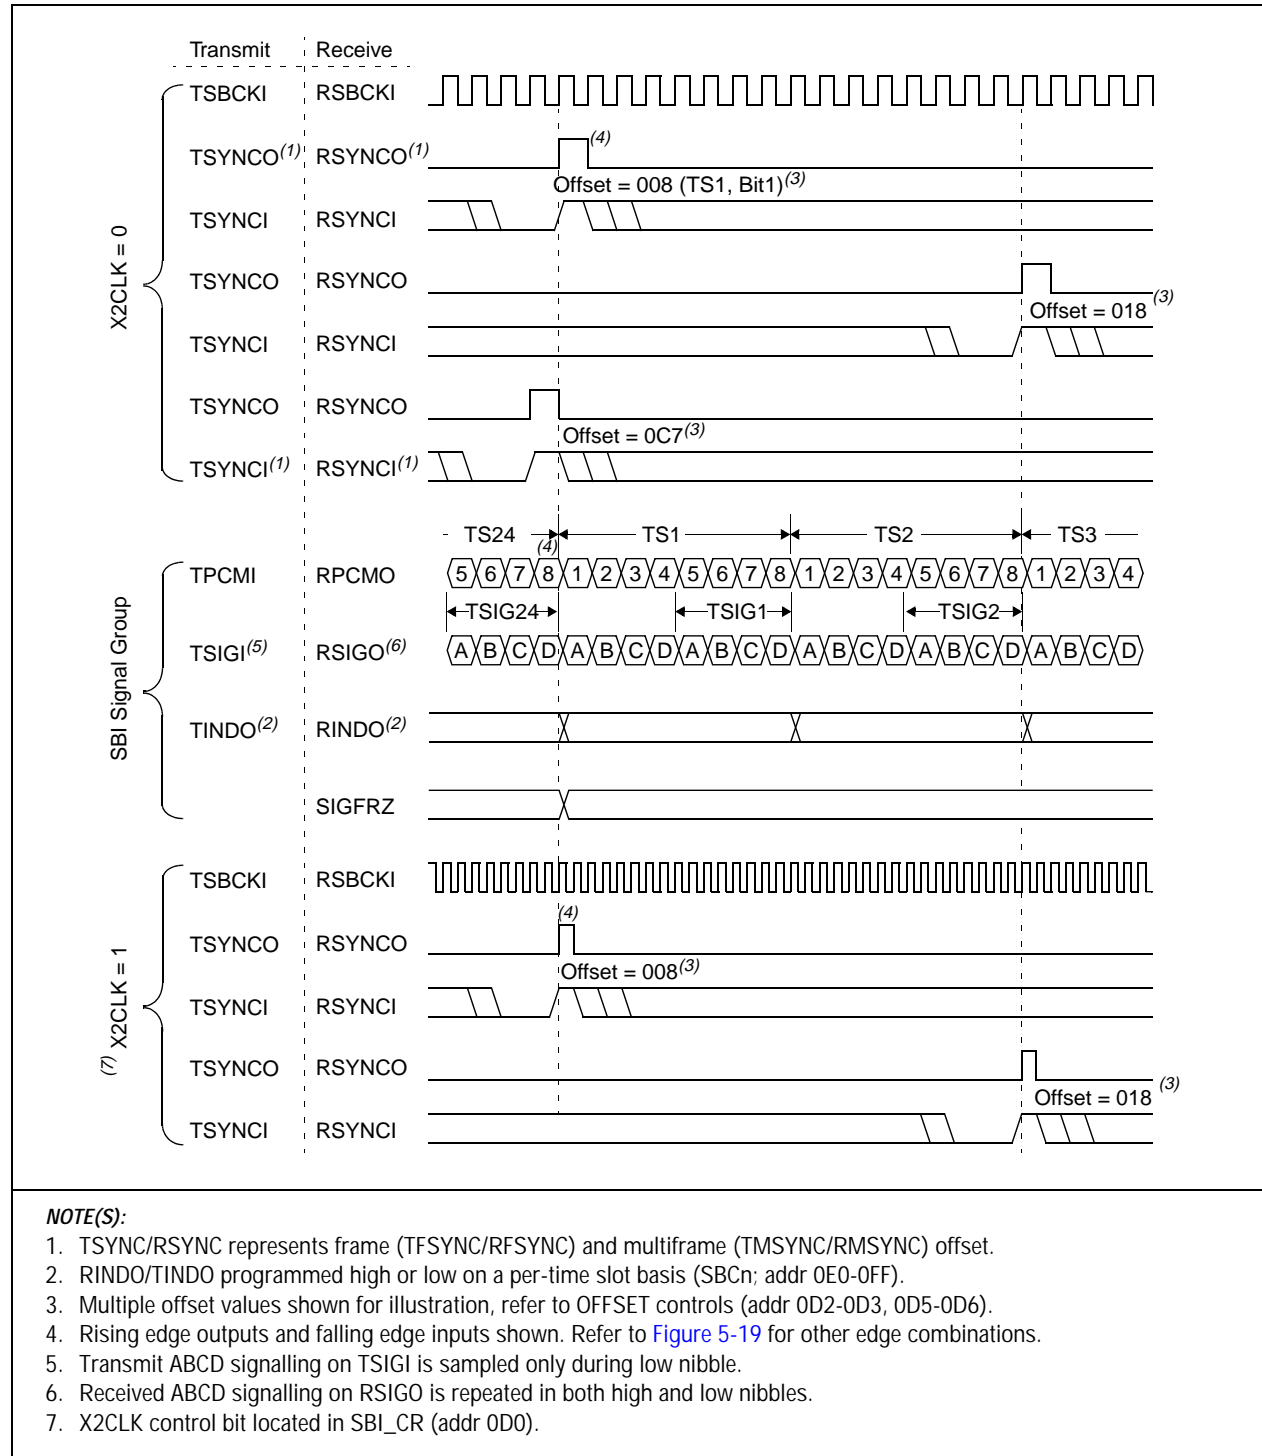 Transmit Receive
TSBCKI RSBCKI
TSYNCO(1) RSYNCO(1) (4)
Offset = 008 (TS1, Bit1)(3)
TSYNCI RSYNCI
X2CLK = 0
TSYNCO RSYNCO
Offset = 018 (3)
TSYNCI RSYNCI
TSYNCO RSYNCO
Offset = 0C7(3)
TSYNCI(1) RSYNCI(1)
TS24 TS1 TS2 TS3
(4)
TPCMI RPCMO 5 6 7 8 1 2 3 4 5 6 7 8 1 2 3 4 5 6 7 8 1 2 3 4
TSIG24 TSIG1 TSIG2
TSIGI(5) RSIGO(6) A B C D A B C D A B C D A B C D A B C D A B C D
SBI Signal Group
TINDO(2) RINDO(2)
SIGFRZ
TSBCKI RSBCKI
(4)
TSYNCO RSYNCO
Offset = 008(3)
TSYNCI RSYNCI
(7) X2CLK = 1
TSYNCO RSYNCO
Offset = 018 (3)
TSYNCI RSYNCI
NOTE(S):
1. TSYNC/RSYNC represents frame (TFSYNC/RFSYNC) and multiframe (TMSYNC/RMSYNC) offset.
2. RINDO/TINDO programmed high or low on a per-time slot basis (SBCn; addr 0E0-0FF).
3. Multiple offset values shown for illustration, refer to OFFSET controls (addr 0D2-0D3, 0D5-0D6).
4. Rising edge outputs and falling edge inputs shown. Refer to Figure 5-19 for other edge combinations.
5. Transmit ABCD signalling on TSIGI is sampled only during low nibble.
6. Received ABCD signalling on RSIGO is repeated in both high and low nibbles.
7. X2CLK control bit located in SBI_CR (addr 0D0).